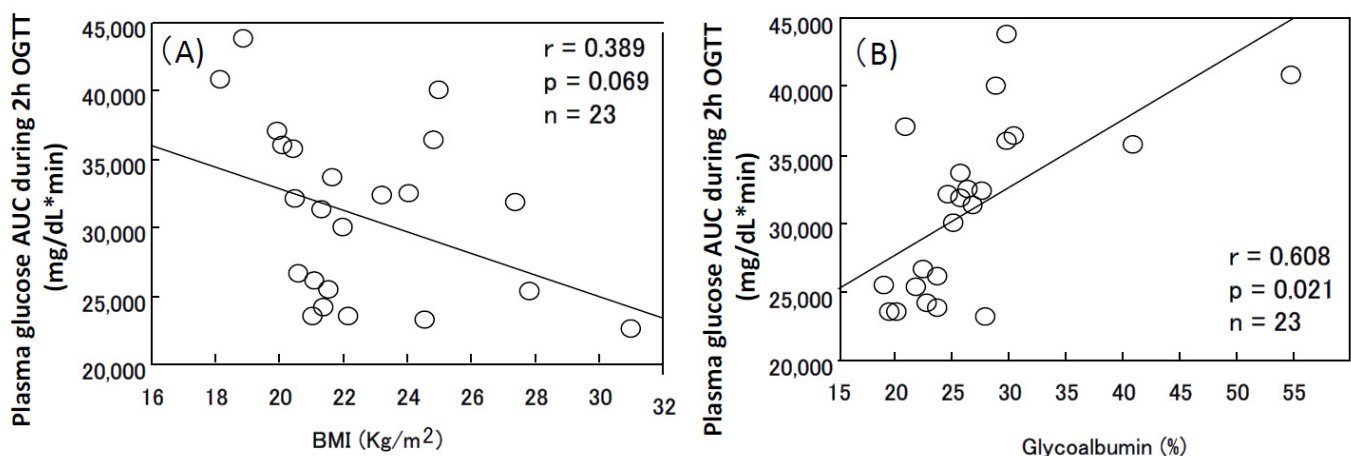 Plasma glucose AUC during 2h OGTT
(mg/dL*min)
45,000
40,000
35,000
30,000
25,000
20,000
(A)
r = 0.389
p = 0.069
n = 23
16 18 20 22 24 26 28 30 32
BMI (Kg/m²)
Plasma glucose AUC during 2h OGTT
(mg/dL*min)
45,000
40,000
35,000
30,000
25,000
20,000
(B)
r = 0.608
p = 0.021
n = 23
15 20 25 30 35 40 45 50 55
Glycoalbumin (%)